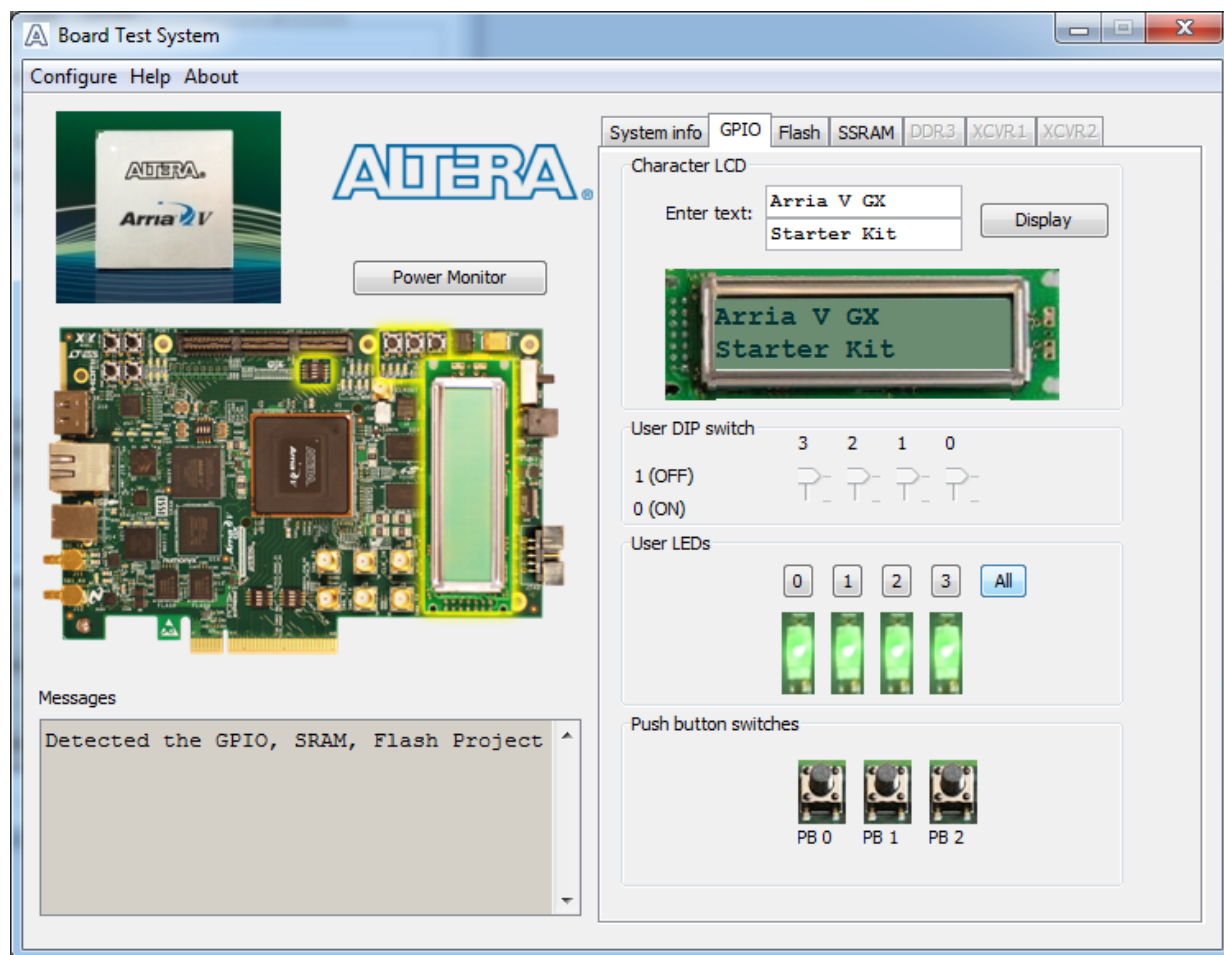 Board Test System
Configure Help About
ALTERA®
Arria V
ALTERA®
Power Monitor
Messages
Detected the GPIO, SRAM, Flash Project
System info GPIO Flash SSRAM DDR3 XCVR1 XCVR2
Character LCD
Enter text:
Arria V GX
Starter Kit
Display
Arria V GX
Starter Kit
User DIP switch
3 2 1 0
1 (OFF)
0 (ON)
User LEDs
0 1 2 3 All
Push button switches
PB 0 PB 1 PB 2